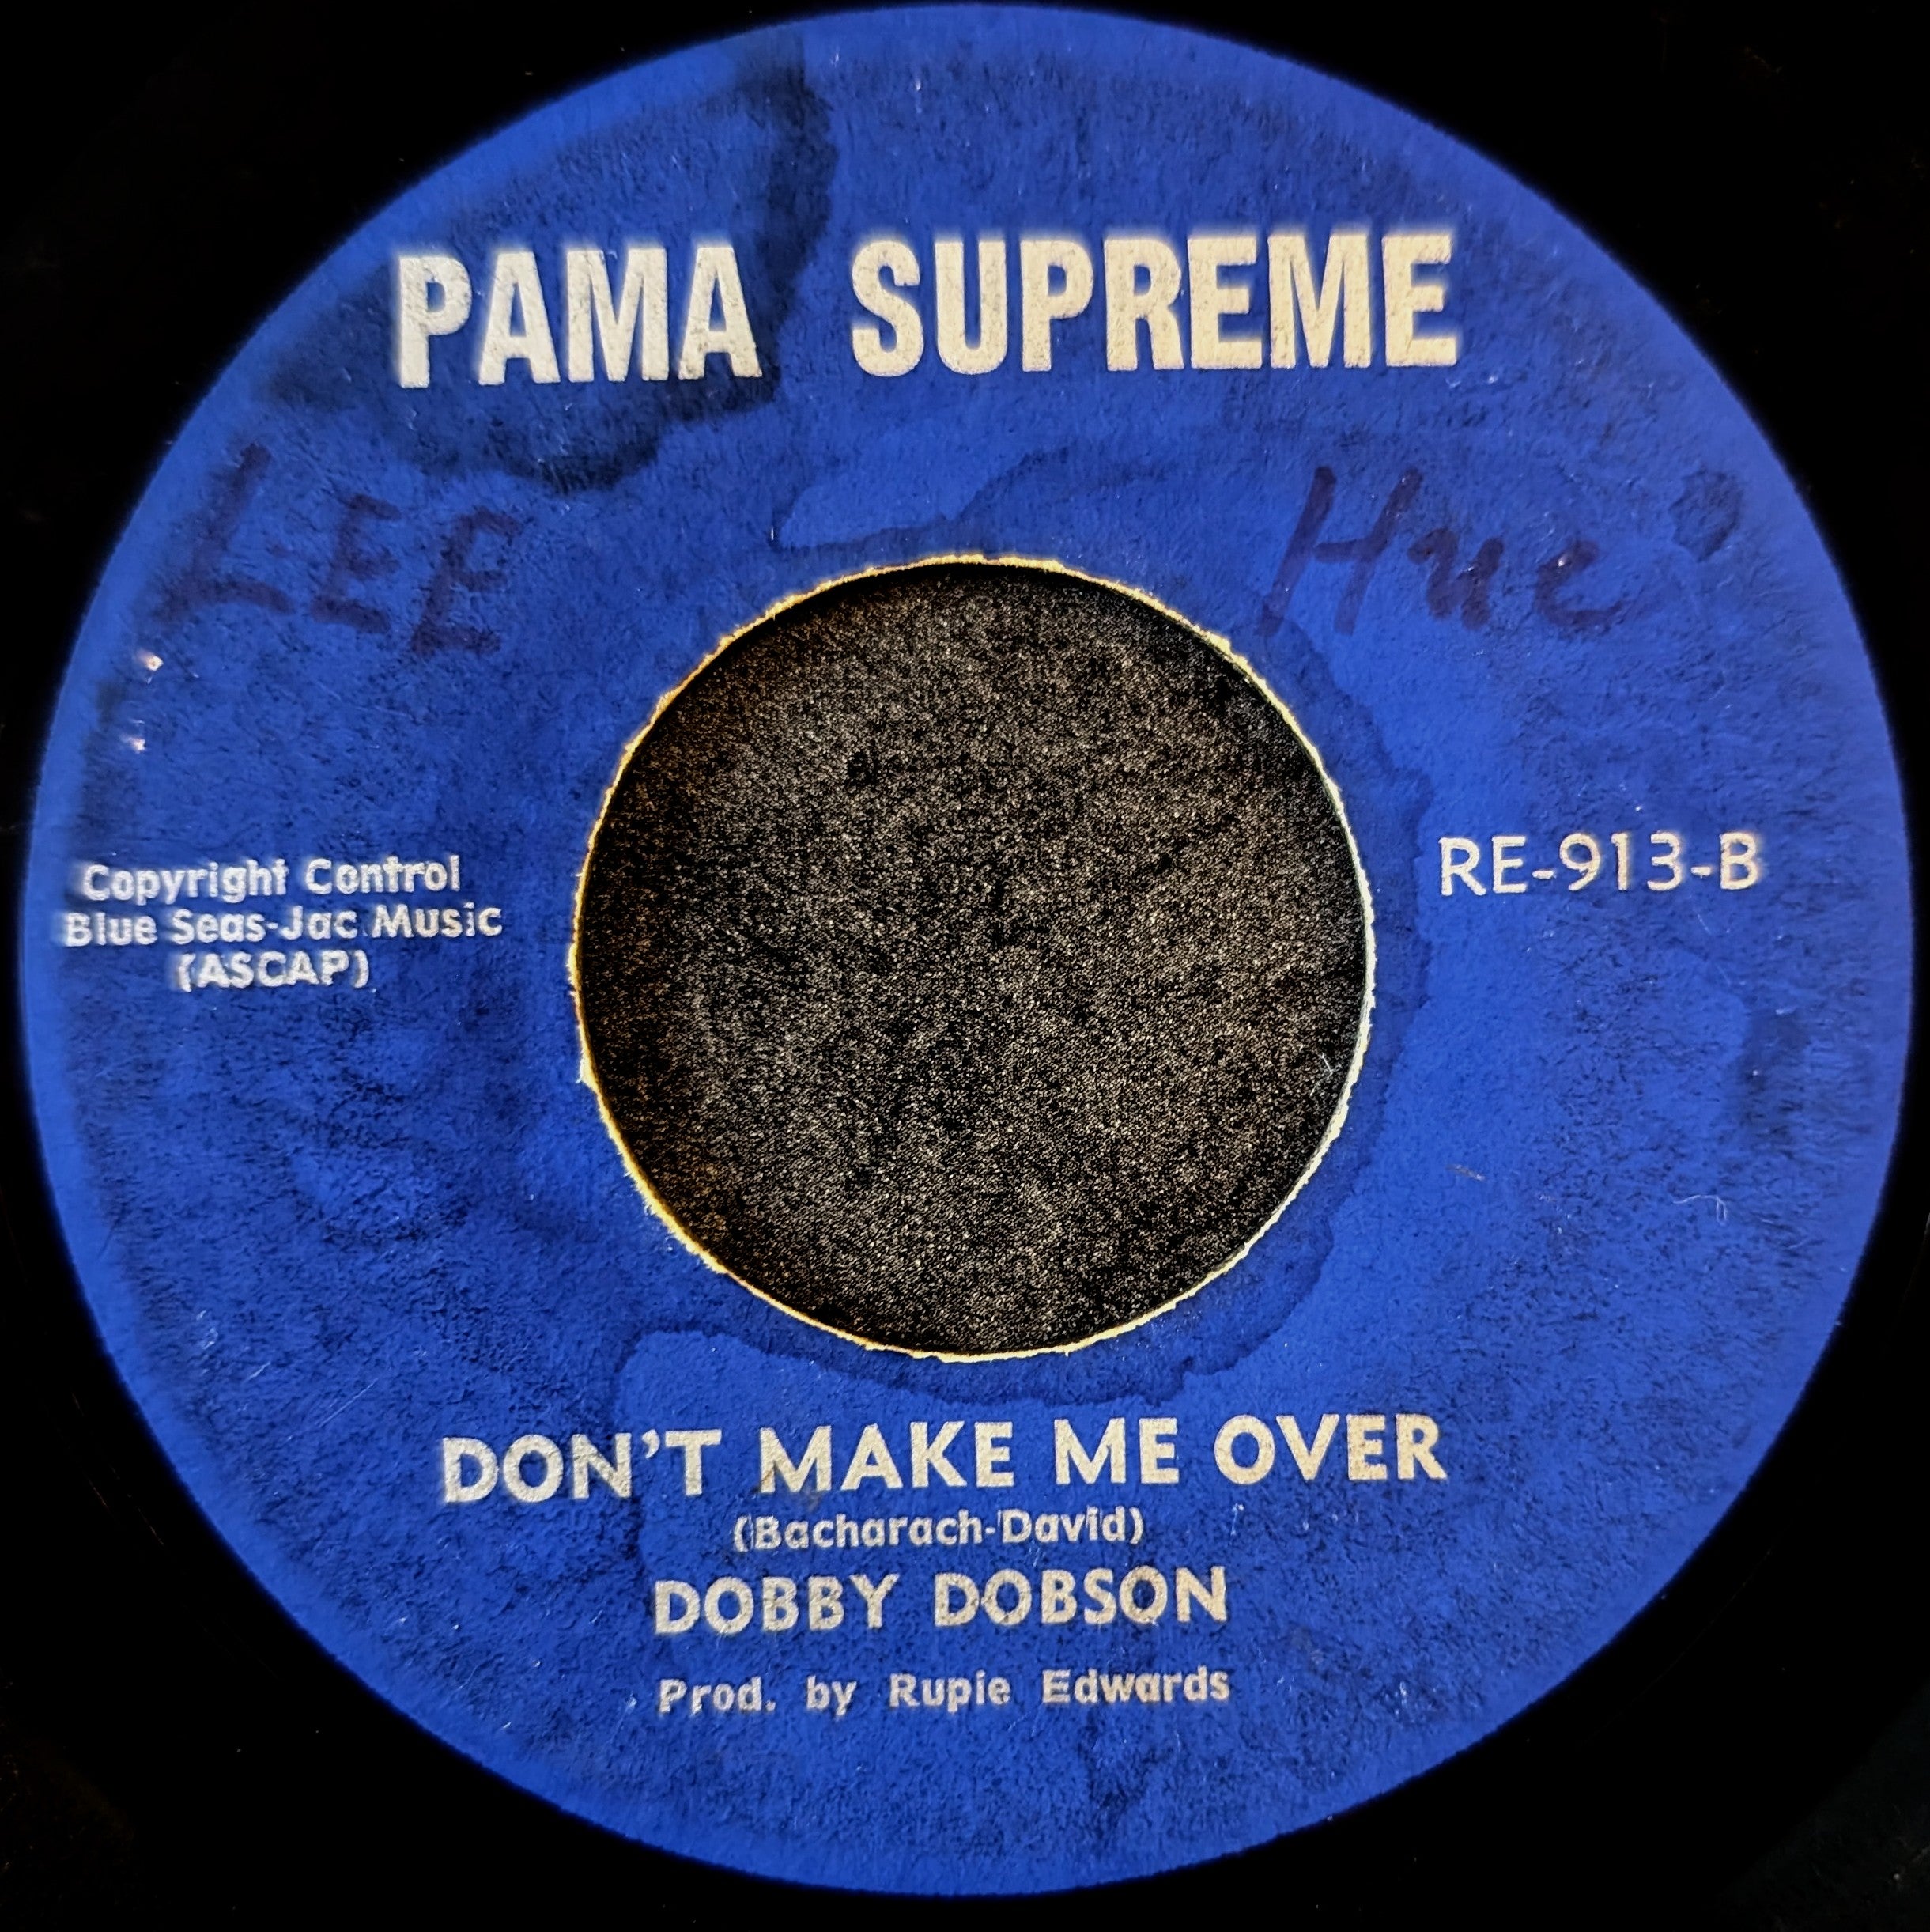 PAMA SUPREME
LEE
Copyright Control
Blue Seas-Jac Music
(ASCAP)
RE-913-B
DON'T MAKE ME OVER
(Bacharach-David)
DOBBY DOBSON
Prod. by Rupie Edwards